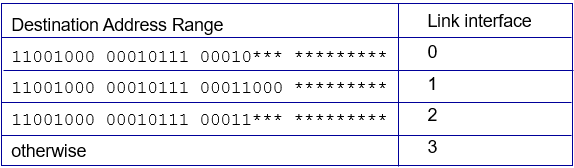 Destination Address Range Link interface
11001000 00010111 00010*** ********* 0
11001000 00010111 00011000 ********* 1
11001000 00010111 00011*** ********* 2
otherwise 3